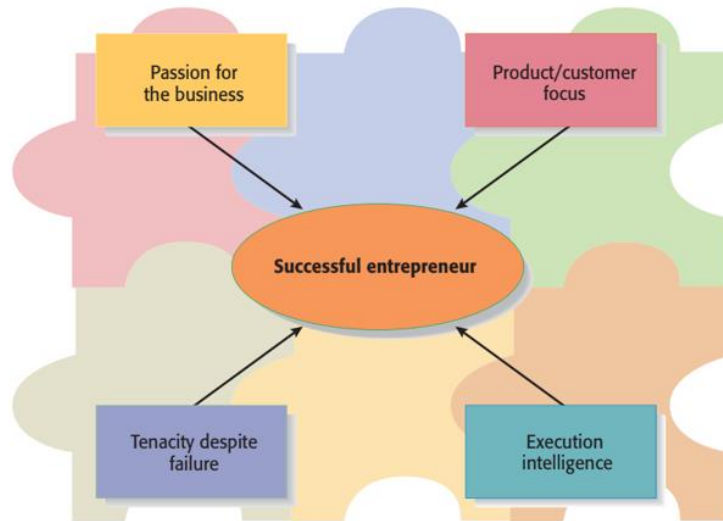 Passion for
the business
Product/customer
focus
Successful entrepreneur
Tenacity despite
failure
Execution
intelligence